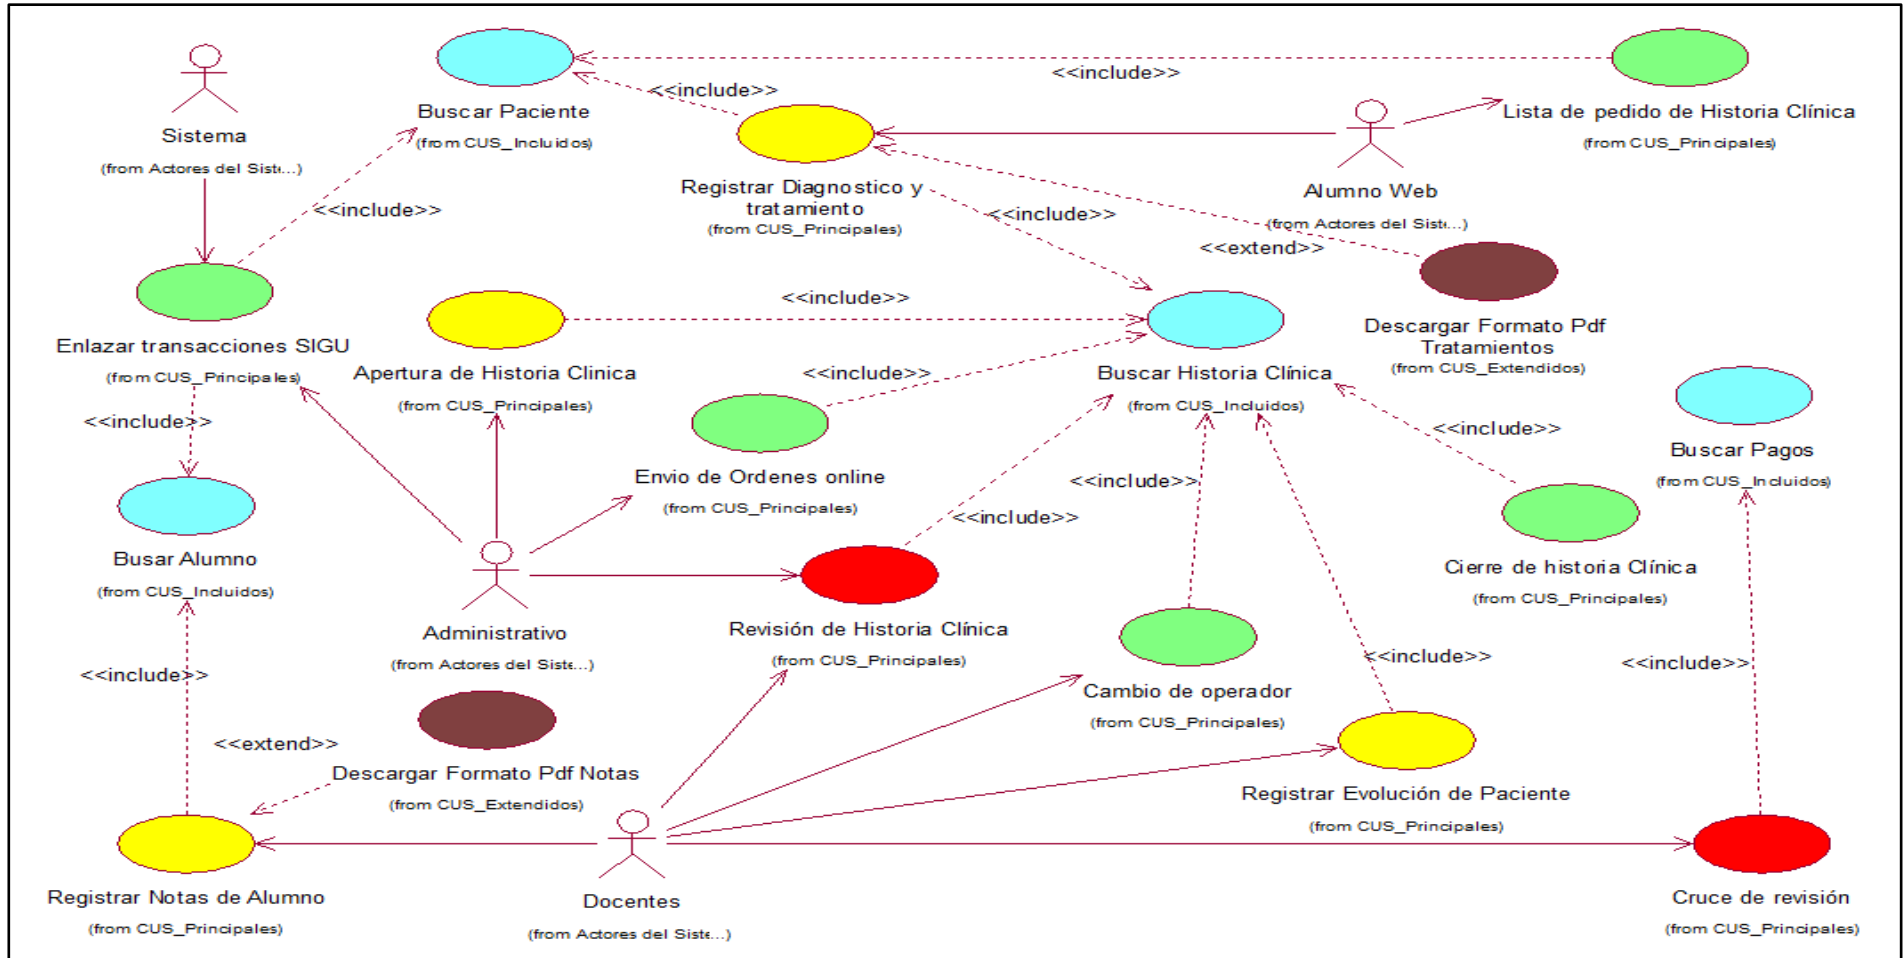 Sistema
(from Actores del Siste...)
Buscar Paciente
(from CUS_Incluidos)
<<include>>
<<include>>
Lista de pedido de Historia Clínica
(from CUS_Principales)
<<include>>
Registrar Diagnostico y
tratamiento
(from CUS_Principales)
<<include>>
Alumno Web
(from Actores del Siste...)
<<extend>>
Descargar Formato Pdf
Tratamientos
(from CUS_Extendidos)
Enlazar transacciones SIGU
(from CUS_Principales)
<<include>>
Apertura de Historia Clinica
(from CUS_Principales)
<<include>>
<<include>>
Buscar Historia Clínica
(from CUS_Incluidos)
Envio de Ordenes online
(from CUS_Principales)
<<include>>
Buscar Pagos
(from CUS_Incluidos)
<<include>>
<<include>>
<<include>>
Busar Alumno
(from CUS_Incluidos)
Cierre de historia Clínica
(from CUS_Principales)
Administrativo
(from Actores del Siste...)
Revisión de Historia Clínica
(from CUS_Principales)
<<include>>
Cambio de operador
(from CUS_Principales)
<<include>>
<<include>>
<<extend>>
Descargar Formato Pdf Notas
(from CUS_Extendidos)
Registrar Evolución de Paciente
(from CUS_Principales)
Registrar Notas de Alumno
(from CUS_Principales)
Docentes
(from Actores del Siste...)
Cruce de revisión
(from CUS_Principales)